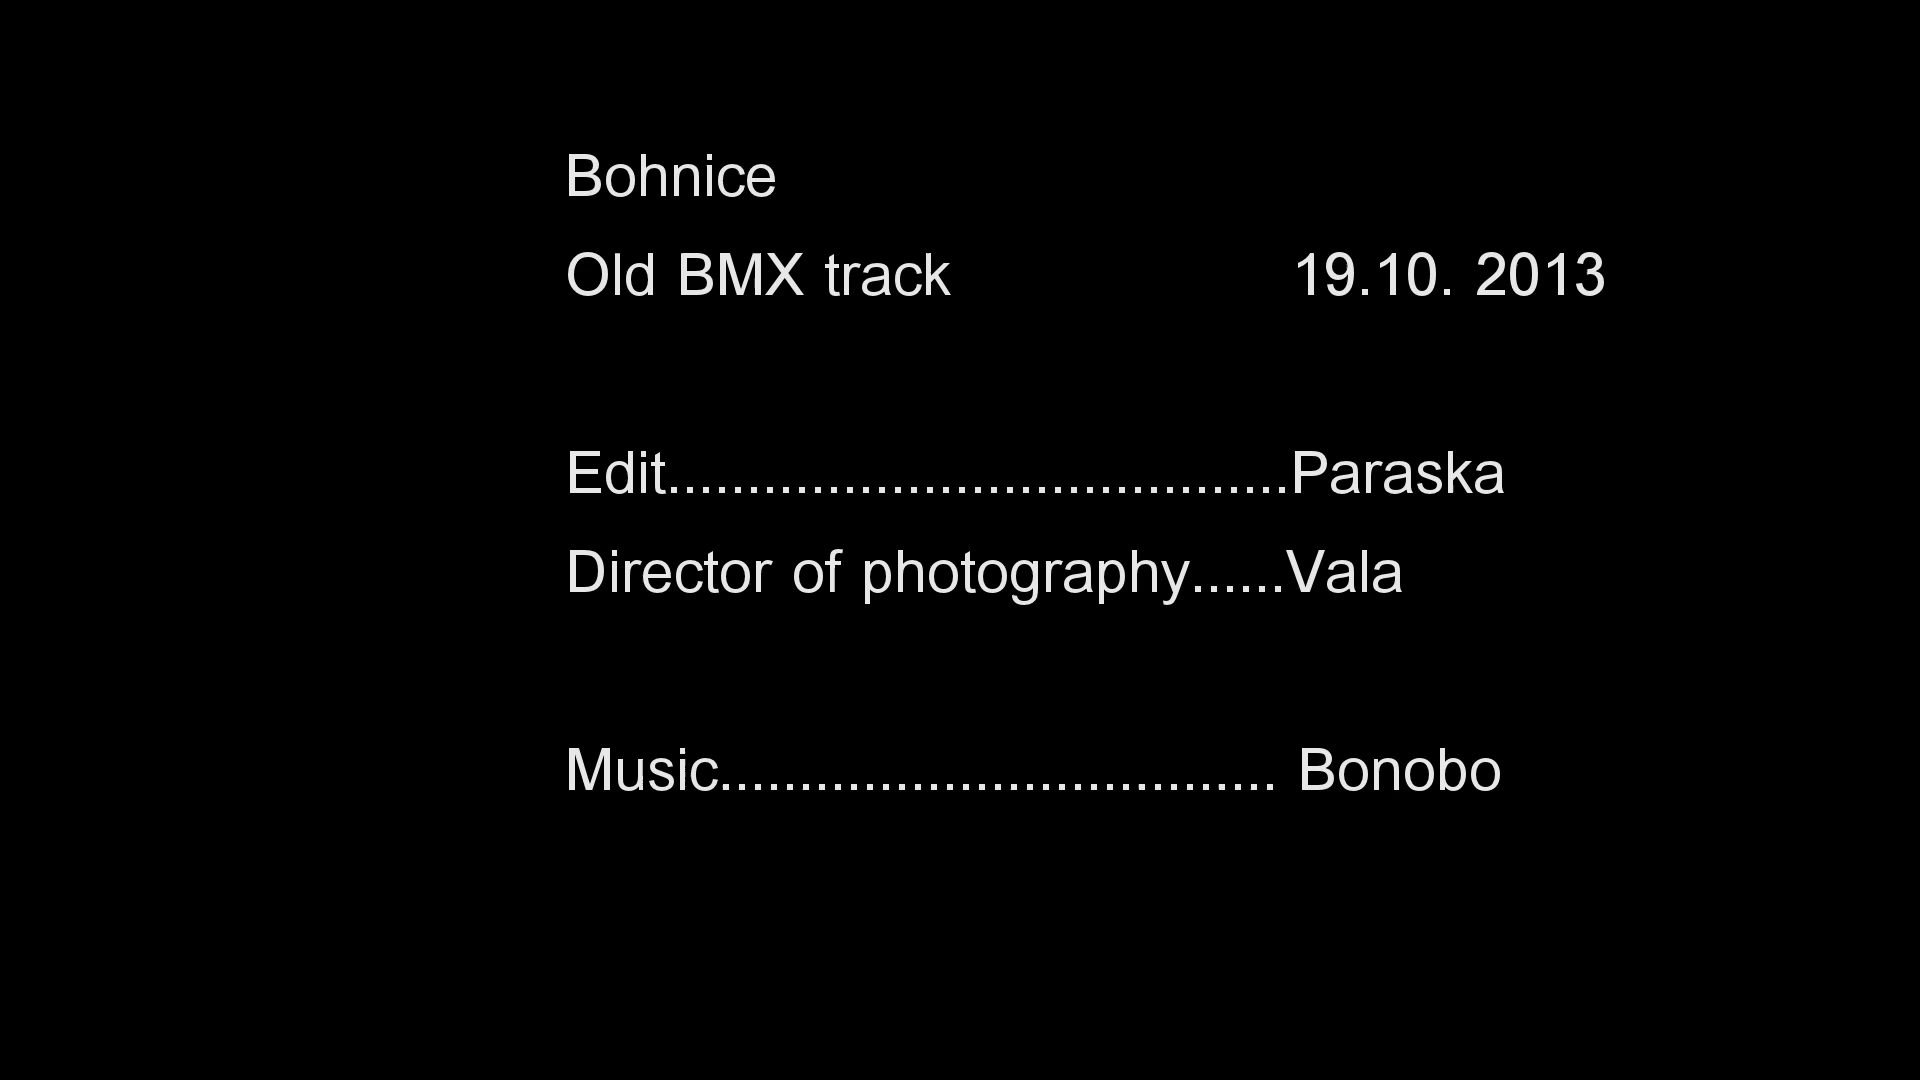 Bohnice
Old BMX track 19.10. 2013
Edit.......................................Paraska
Director of photography......Vala
Music................................... Bonobo